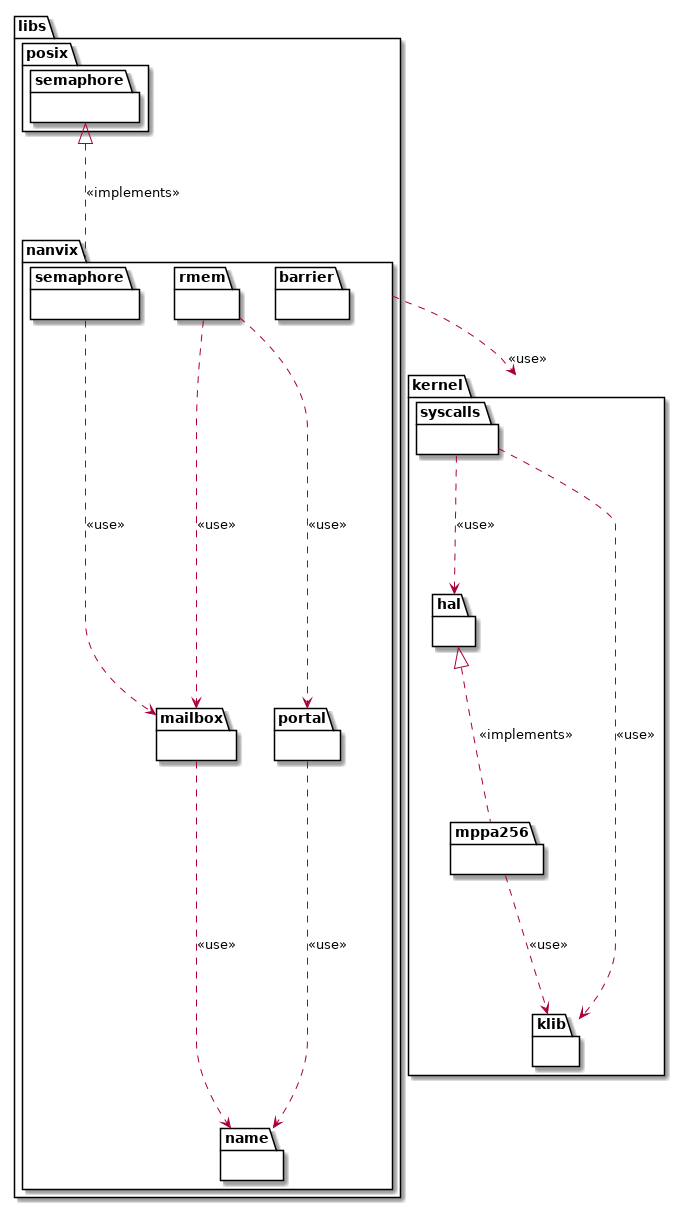 libs
posix
semaphore
«implements»
nanvix
semaphore
rmem
barrier
«use»
kernel
syscalls
«use»
«use»
«use»
«use»
hal
mailbox
portal
«implements»
«use»
mppa256
«use»
«use»
«use»
klib
name